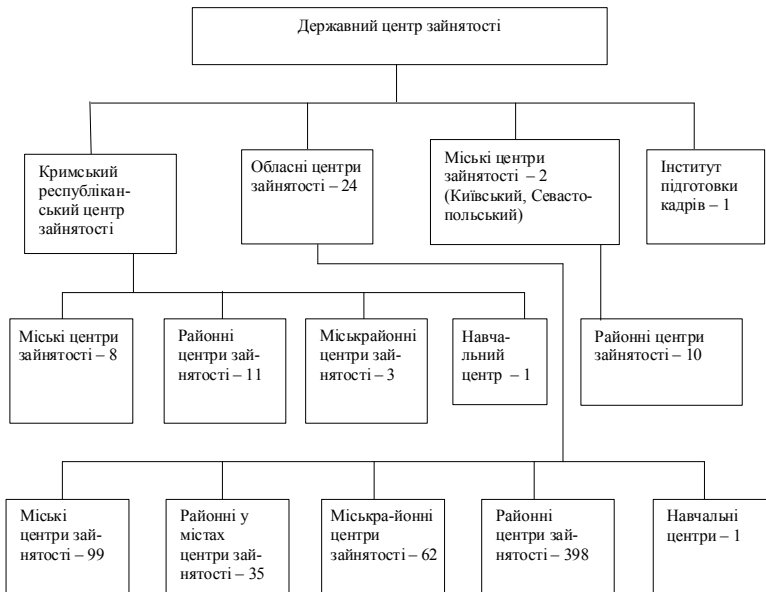 Державний центр зайнятості
Кримський
республікан-
ський центр
зайнятості
Обласні центри
зайнятості – 24
Міські центри
зайнятості – 2
(Київський, Севасто-
польський)
Інститут
підготовки
кадрів – 1
Міські центри
зайнятості – 8
Районні
центри зай-
нятості – 11
Міськрайонні
центри зай-
нятості – 3
Навча-
льний
центр – 1
Районні центри
зайнятості – 10
Міські
центри зай-
нятості – 99
Районні у
містах
центри зай-
нятості – 35
Міськра-йонні
центри
зайнятості – 62
Районні
центри зай-
нятості – 398
Навчальні
центри – 1